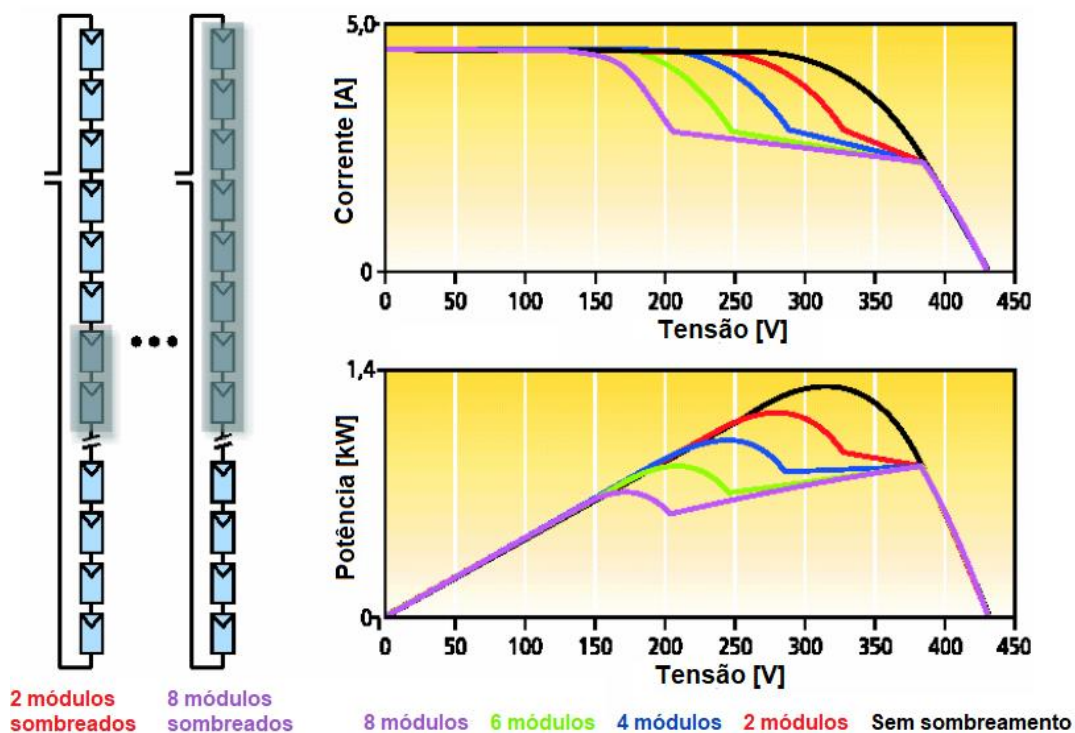 5,0
Corrente [A]
0
0 50 100 150 200 250 300 350 400 450
Tensão [V]
1,4
Potência [kW]
0
0 50 100 150 200 250 300 350 400 450
Tensão [V]
2 módulos
sombreados
8 módulos
sombreados
8 módulos 6 módulos 4 módulos 2 módulos Sem sombreamento